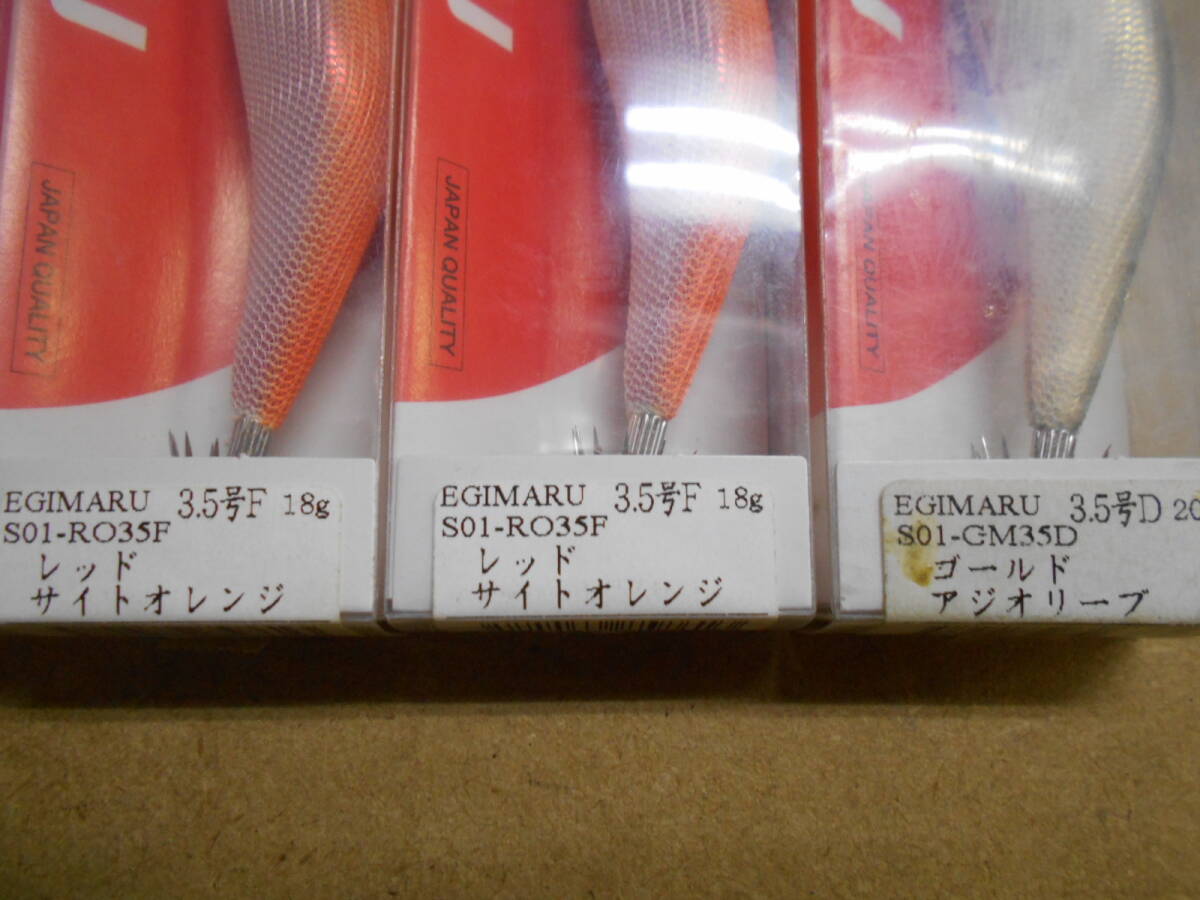 JAPAN QUALITY
JAPAN QUALITY
JAPAN QUALITY
EGIMARU 3.5号F 18g
S01-RO35F
レッド
サイトオレンジ
EGIMARU 3.5号F 18g
S01-RO35F
レッド
サイトオレンジ
EGIMARU 3.5号D 20
S01-GM35D
ゴールド
アジオリーブ